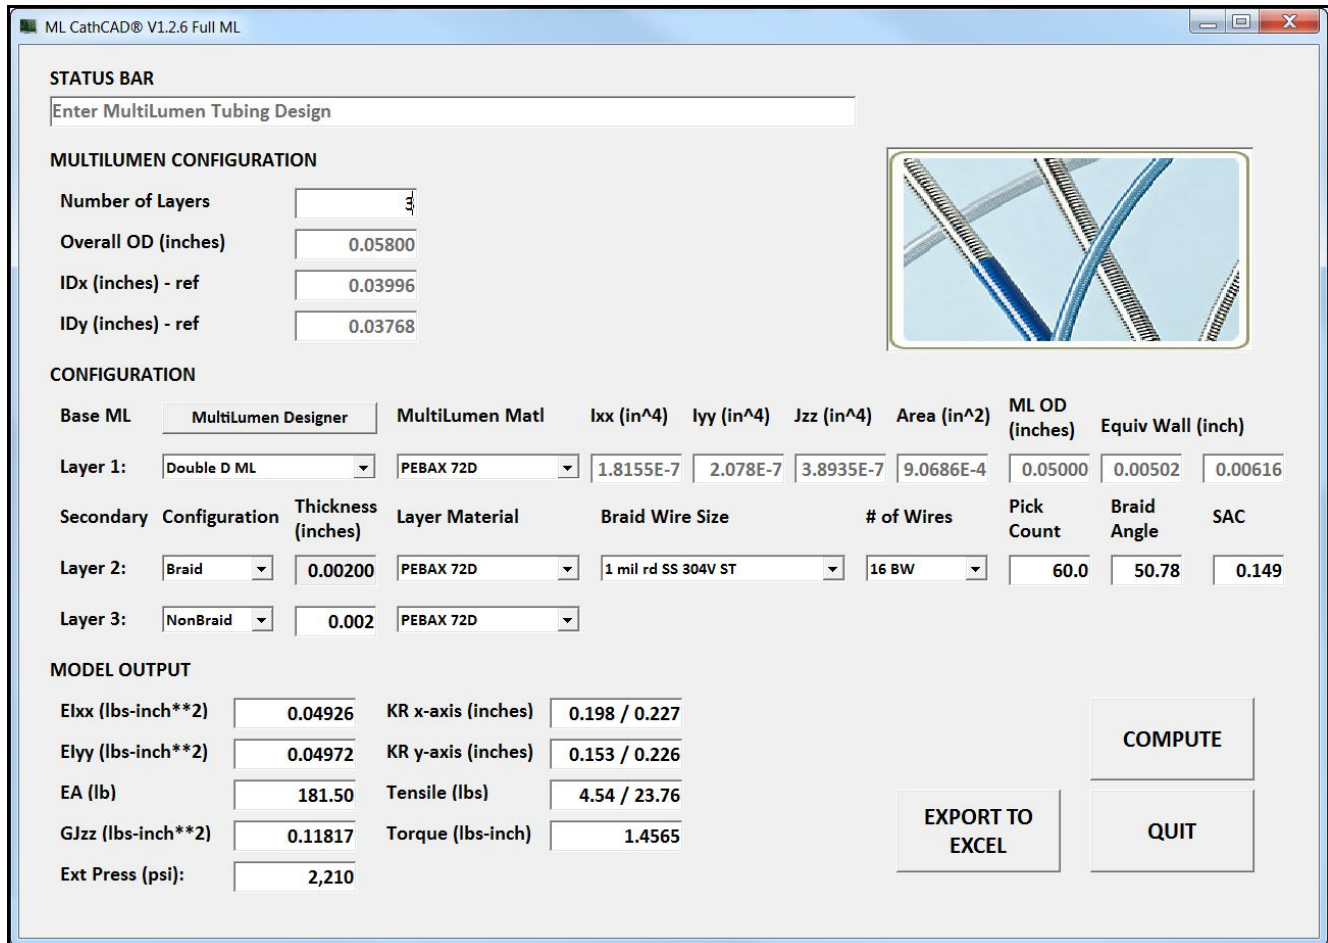 ML CathCAD® V1.2.6 Full ML
STATUS BAR
Enter MultiLumen Tubing Design
MULTILUMEN CONFIGURATION
Number of Layers 3
Overall OD (inches) 0.05800
IDx (inches) - ref 0.03996
IDy (inches) - ref 0.03768
CONFIGURATION
Base ML MultiLumen Designer MultiLumen Matl Ixx (in^4) Iyy (in^4) Jzz (in^4) Area (in^2) ML OD (inches) Equiv Wall (inch)
Layer 1: Double D ML PEBAX 72D 1.8155E-7 2.078E-7 3.8935E-7 9.0686E-4 0.05000 0.00502 0.00616
Secondary Configuration Thickness (inches) Layer Material Braid Wire Size # of Wires Pick Count Braid Angle SAC
Layer 2: Braid 0.00200 PEBAX 72D 1 mil rd SS 304V ST 16 BW 60.0 50.78 0.149
Layer 3: NonBraid 0.002 PEBAX 72D
MODEL OUTPUT
EIxx (lbs-inch**2) 0.04926 KR x-axis (inches) 0.198 / 0.227
EIyy (lbs-inch**2) 0.04972 KR y-axis (inches) 0.153 / 0.226
EA (lb) 181.50 Tensile (lbs) 4.54 / 23.76
GJzz (lbs-inch**2) 0.11817 Torque (lbs-inch) 1.4565
Ext Press (psi): 2,210
COMPUTE
EXPORT TO
EXCEL
QUIT